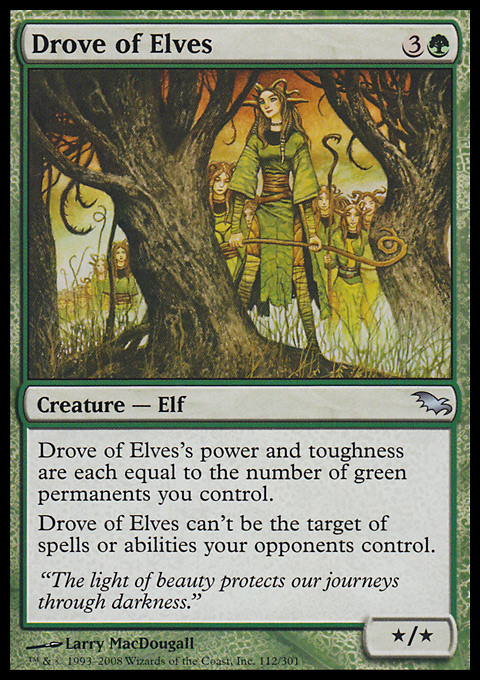 Drove of Elves 3
Creature — Elf
Drove of Elves's power and toughness
are each equal to the number of green
permanents you control.
Drove of Elves can't be the target of
spells or abilities your opponents control.
“The light of beauty protects our journeys
through darkness.”
Larry MacDougall
★/★
™ & © 1993–2008 Wizards of the Coast, Inc. 112/301